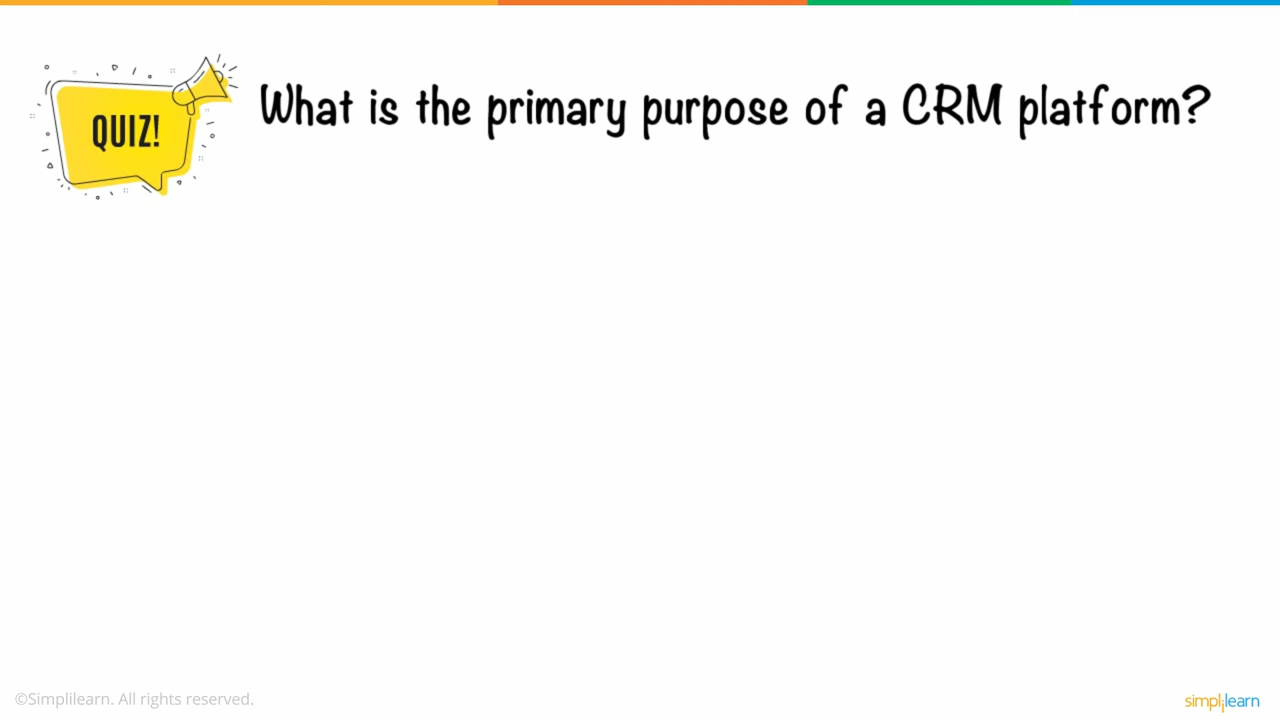 QUIZ!
What is the primary purpose of a CRM platform?
©Simplilearn. All rights reserved.
simplilearn